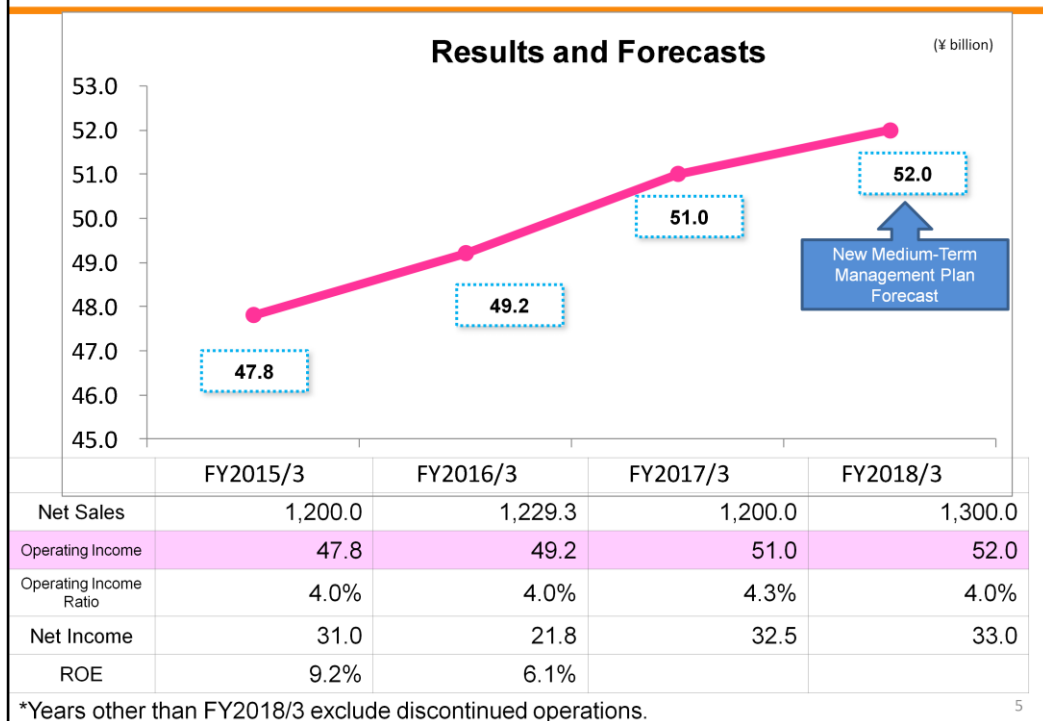 Results and Forecasts
(¥ billion)
53.0
52.0
51.0
50.0
49.0
48.0
47.0
46.0
45.0
47.8
49.2
51.0
52.0
New Medium-Term
Management Plan
Forecast
FY2015/3 FY2016/3 FY2017/3 FY2018/3
Net Sales 1,200.0 1,229.3 1,200.0 1,300.0
Operating Income 47.8 49.2 51.0 52.0
Operating Income
Ratio 4.0% 4.0% 4.3% 4.0%
Net Income 31.0 21.8 32.5 33.0
ROE 9.2% 6.1%
*Years other than FY2018/3 exclude discontinued operations.
5